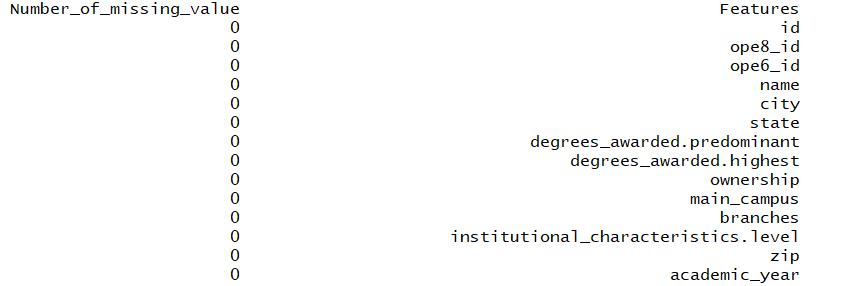 Number_of_missing_value Features
0 id
0 ope8_id
0 ope6_id
0 name
0 city
0 state
0 degrees_awarded.predominant
0 degrees_awarded.highest
0 ownership
0 main_campus
0 branches
0 institutional_characteristics.level
0 zip
0 academic_year